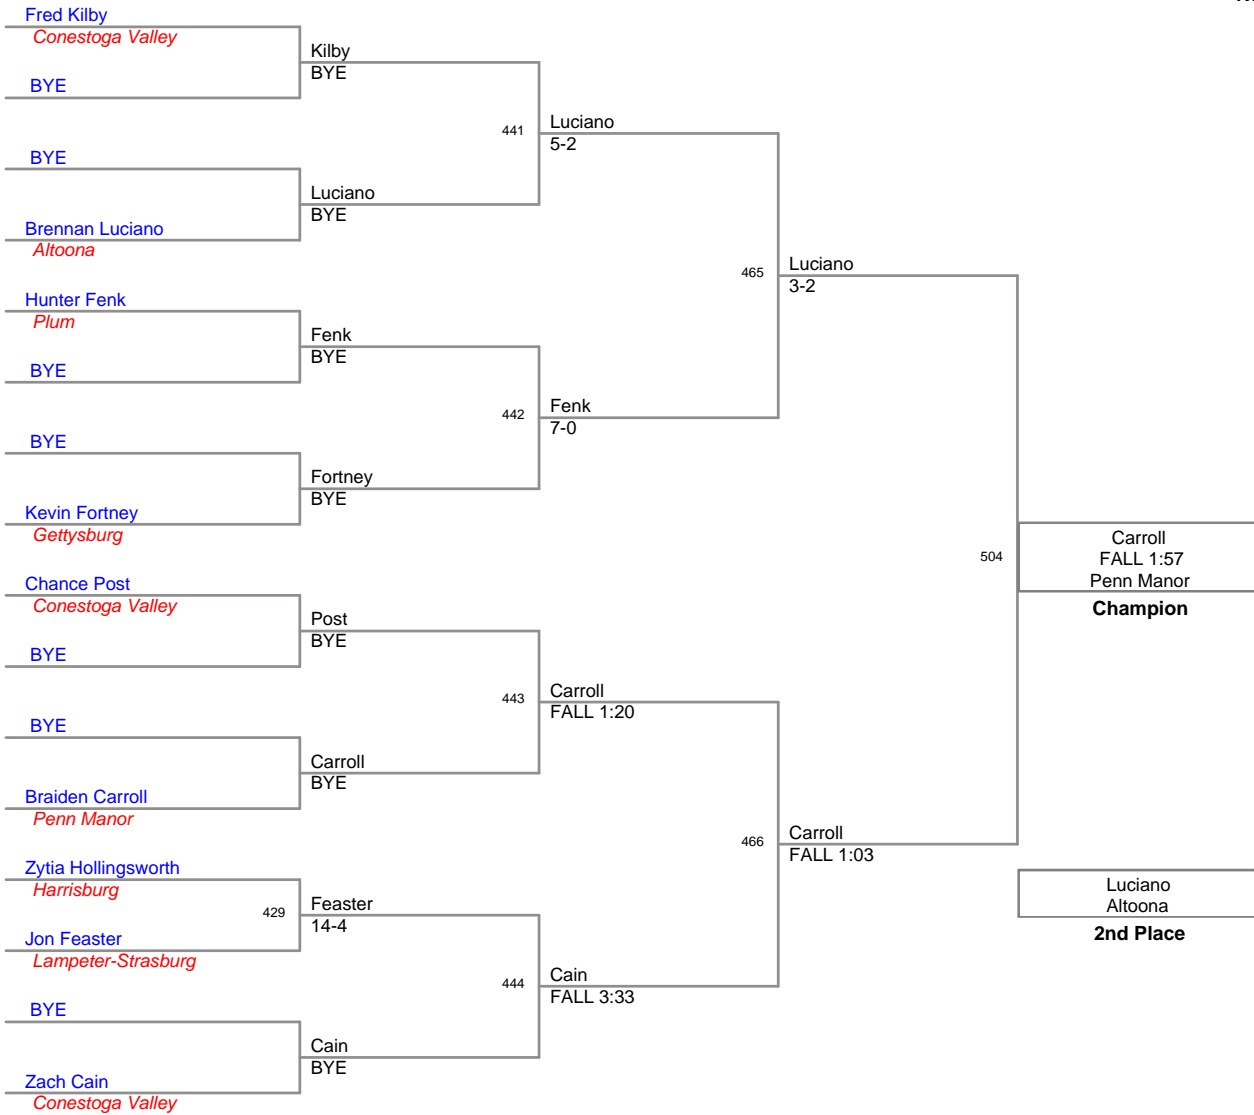 Fred Kilby
Conestoga Valley
Kilby
BYE
BYE
441
Luciano
5-2
BYE
Luciano
BYE
Brennan Luciano
Altoona
465
Luciano
3-2
Hunter Fenk
Plum
Fenk
BYE
BYE
442
Fenk
7-0
BYE
Fortney
BYE
Kevin Fortney
Gettysburg
504
Carroll
FALL 1:57
Penn Manor
Champion
Chance Post
Conestoga Valley
Post
BYE
BYE
443
Carroll
FALL 1:20
BYE
Carroll
BYE
Braiden Carroll
Penn Manor
466
Carroll
FALL 1:03
Zytia Hollingsworth
Harrisburg
429
Feaster
14-4
Jon Feaster
Lampeter-Strasburg
Luciano
Altoona
2nd Place
444
Cain
FALL 3:33
BYE
Cain
BYE
Zach Cain
Conestoga Valley